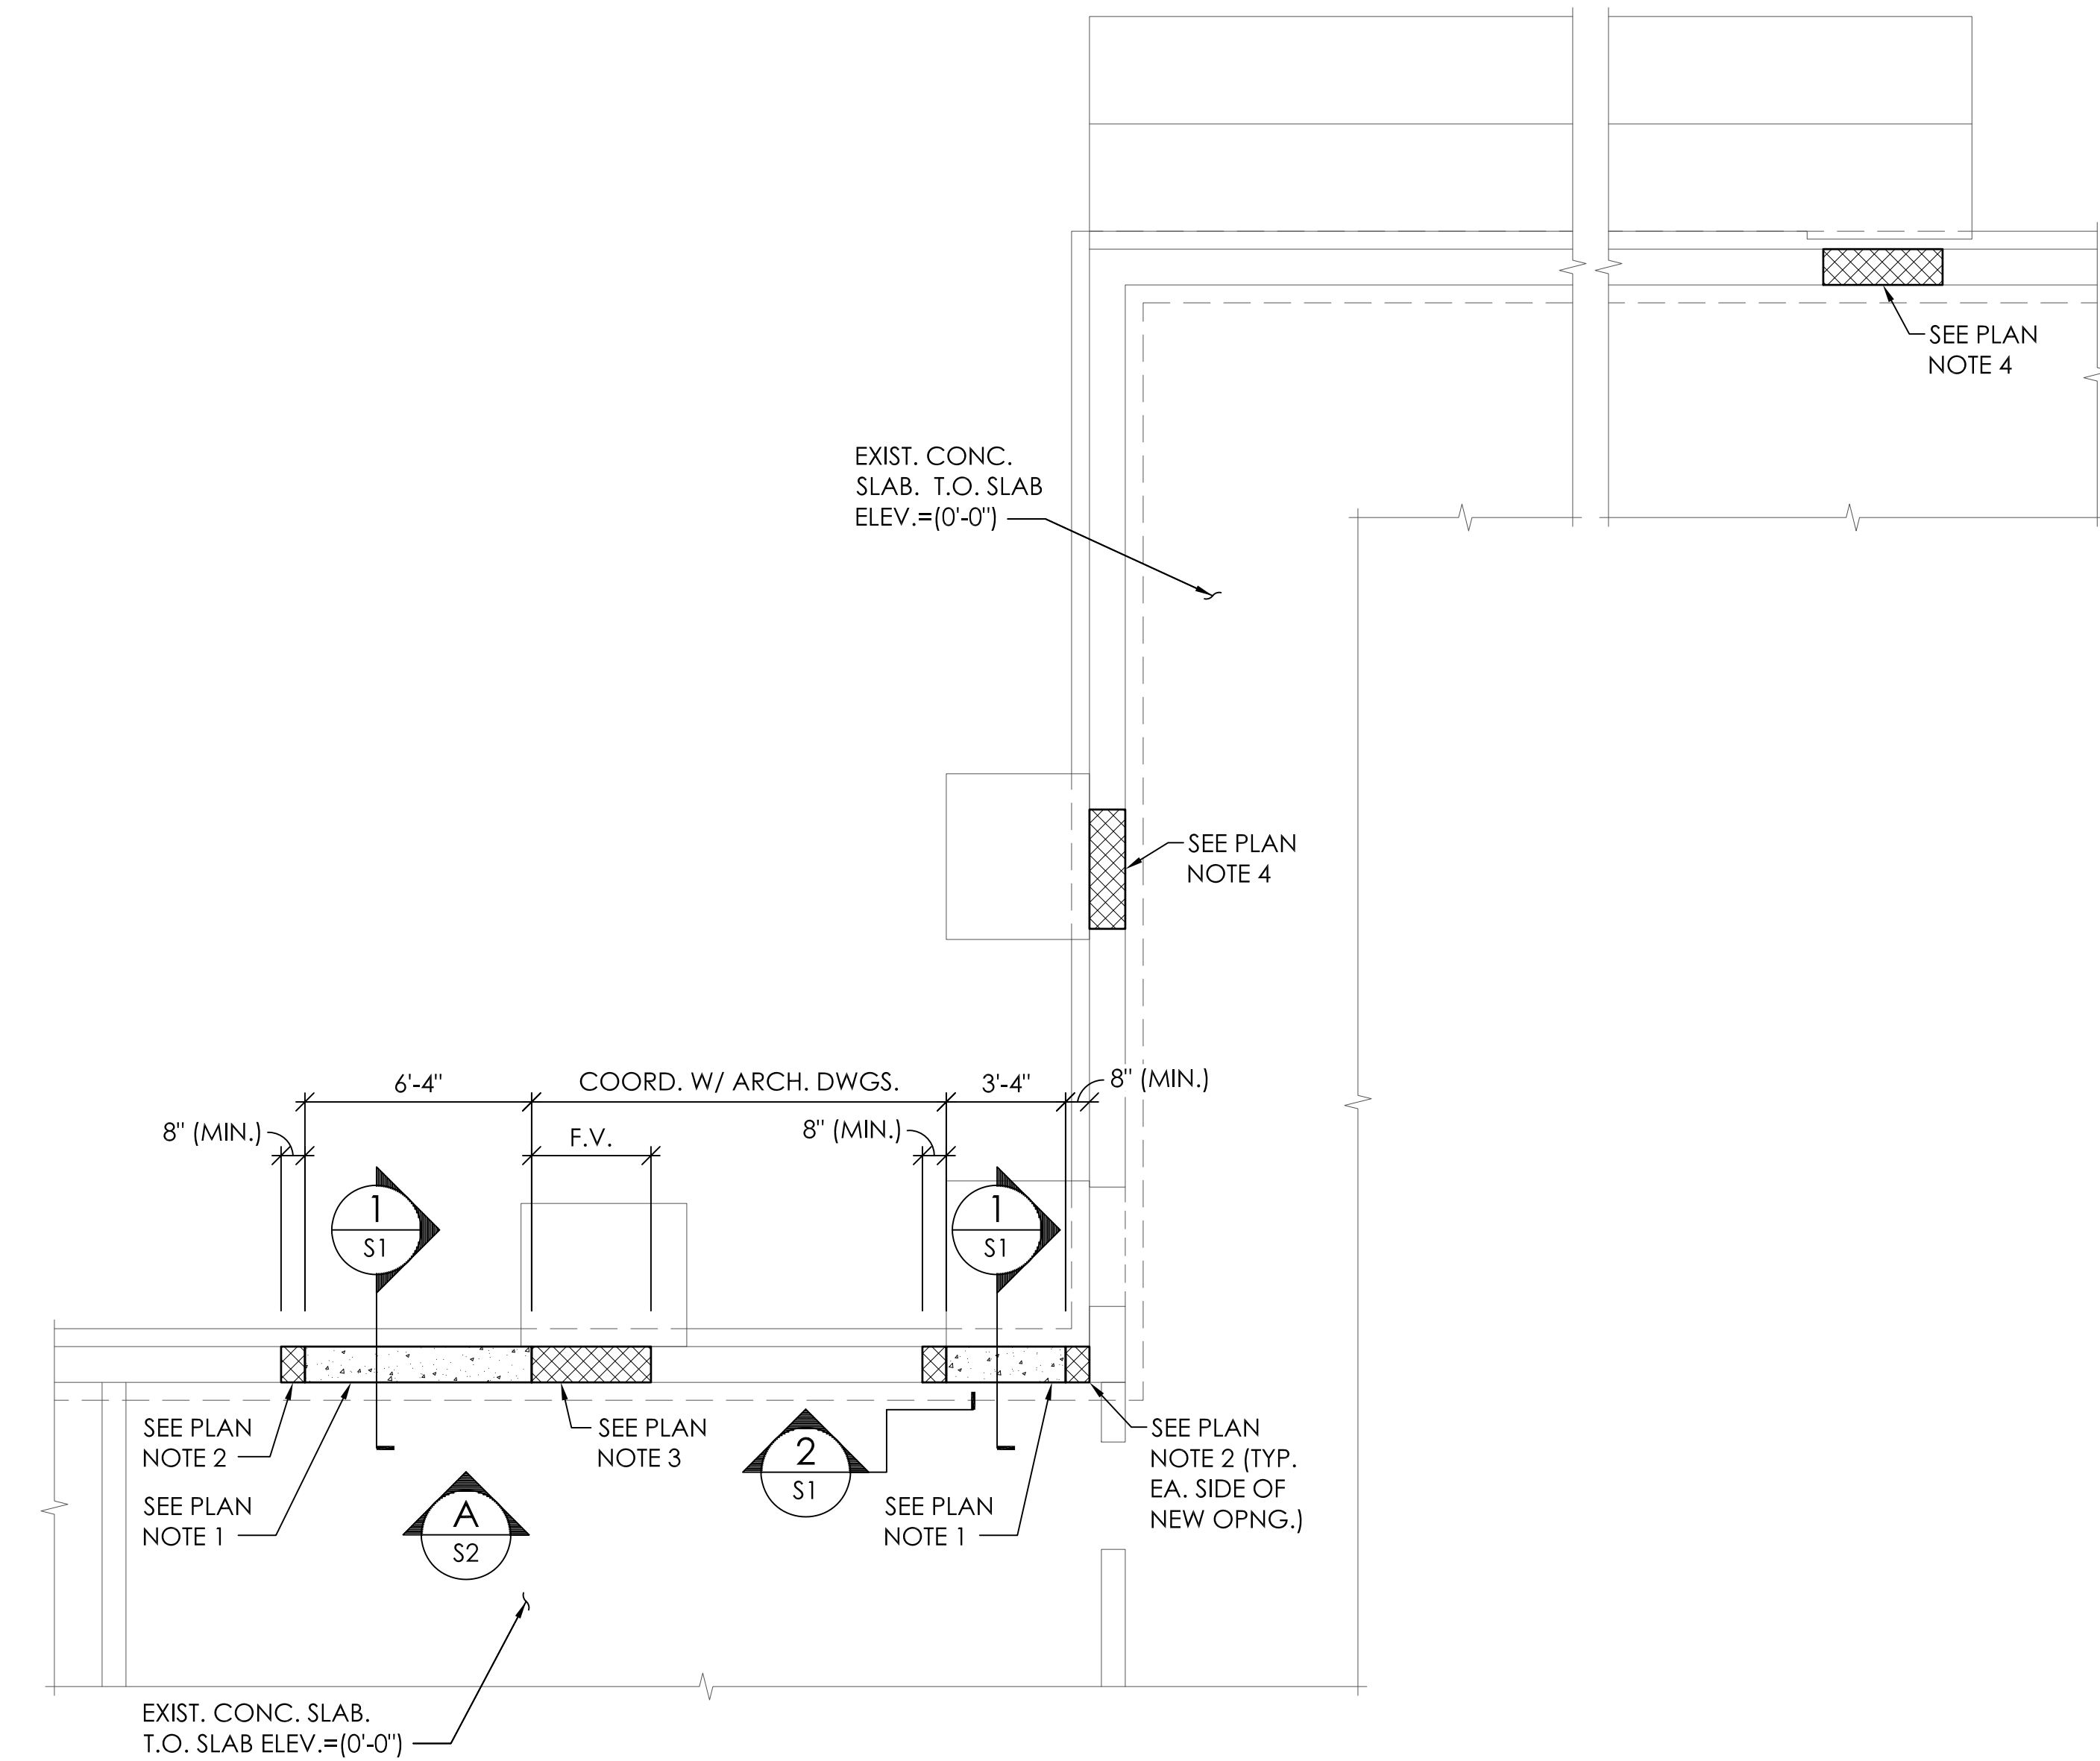 SEE PLAN
NOTE 4
EXIST. CONC.
SLAB. T.O. SLAB
ELEV.=(0'-0")
SEE PLAN
NOTE 4
6'-4"
COORD. W/ ARCH. DWGS.
3'-4"
8" (MIN.)
8" (MIN.)
F.V.
8" (MIN.)
1
S1
1
S1
SEE PLAN
NOTE 2
SEE PLAN
NOTE 1
SEE PLAN
NOTE 3
A
S2
2
S1
SEE PLAN
NOTE 1
SEE PLAN
NOTE 2 (TYP.
EA. SIDE OF
NEW OPNG.)
EXIST. CONC. SLAB.
T.O. SLAB ELEV.=(0'-0")